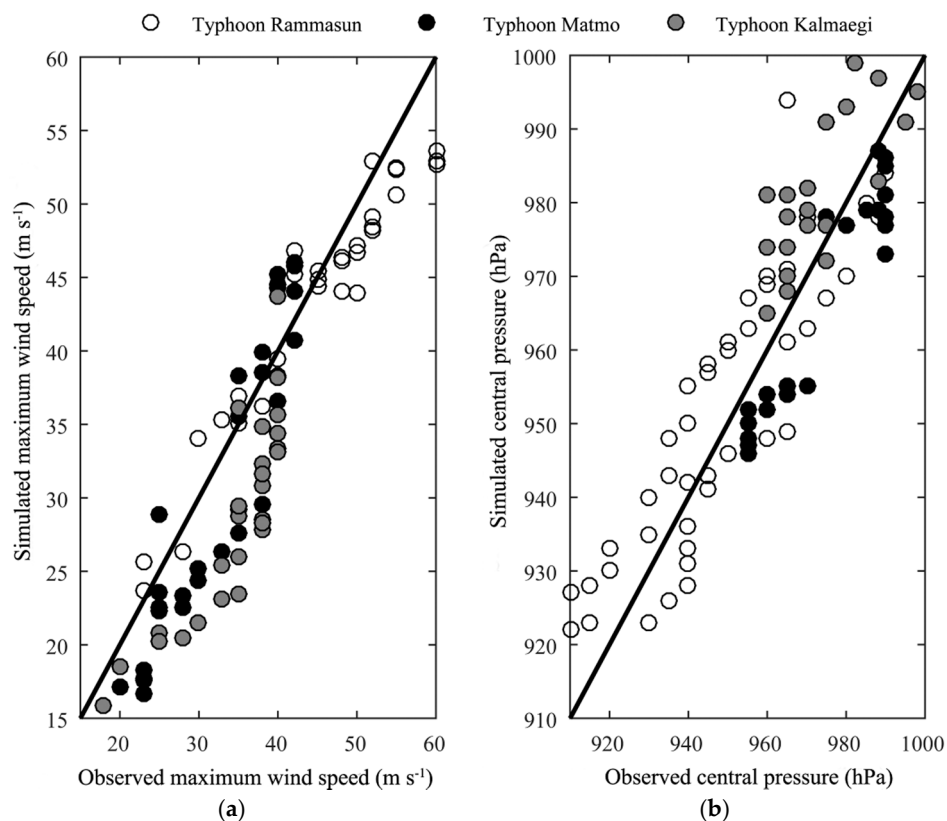 Typhoon Rammasun Typhoon Matmo Typhoon Kalmaegi
60
55
50
45
40
35
30
25
20
15
20 30 40 50 60
Simulated maximum wind speed (m s⁻¹)
Observed maximum wind speed (m s⁻¹)
(a)
1000
990
980
970
960
950
940
930
920
910
920 940 960 980 1000
Simulated central pressure (hPa)
Observed central pressure (hPa)
(b)